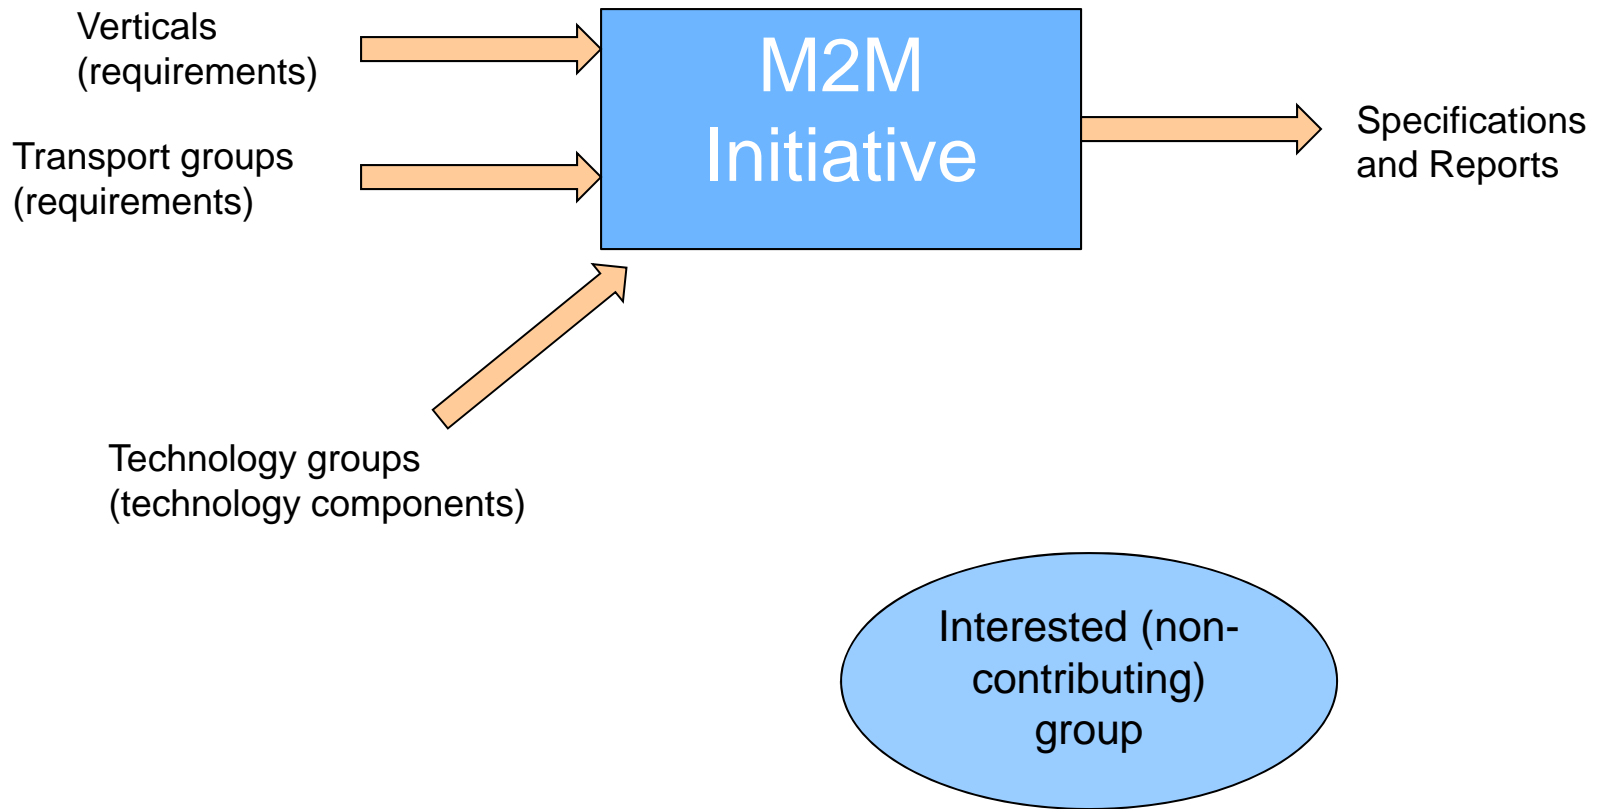 Verticals
(requirements)
M2M
Initiative
Specifications
and Reports
Transport groups
(requirements)
Technology groups
(technology components)
Interested (non-
contributing)
group